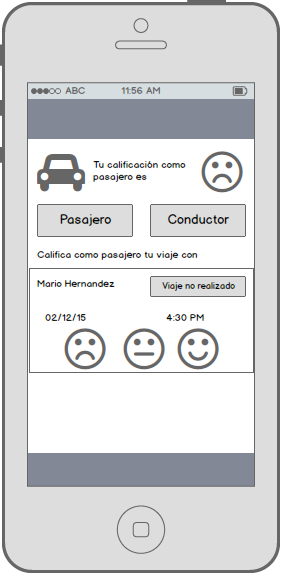 ABC 11:56 AM
Tu calificación como
pasajero es
Pasajero Conductor
Califica como pasajero tu viaje con
Mario Hernandez Viaje no realizado
02/12/15 4:30 PM